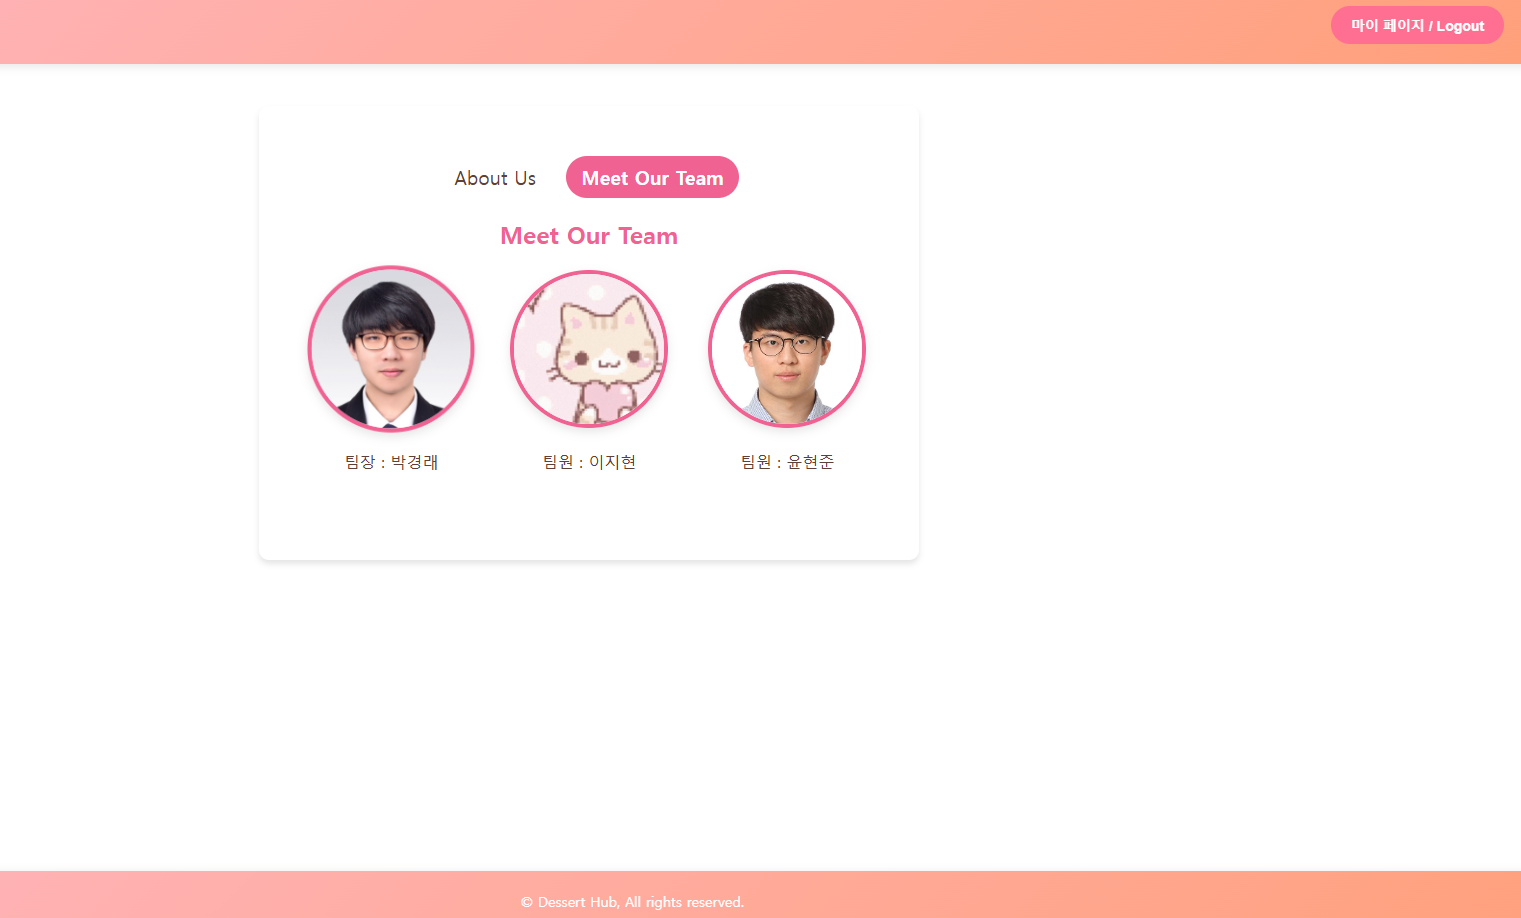 마이 페이지 / Logout
About Us
Meet Our Team
Meet Our Team
팀장 : 박경래
팀원 : 이지현
팀원 : 윤현준
© Dessert Hub, All rights reserved.